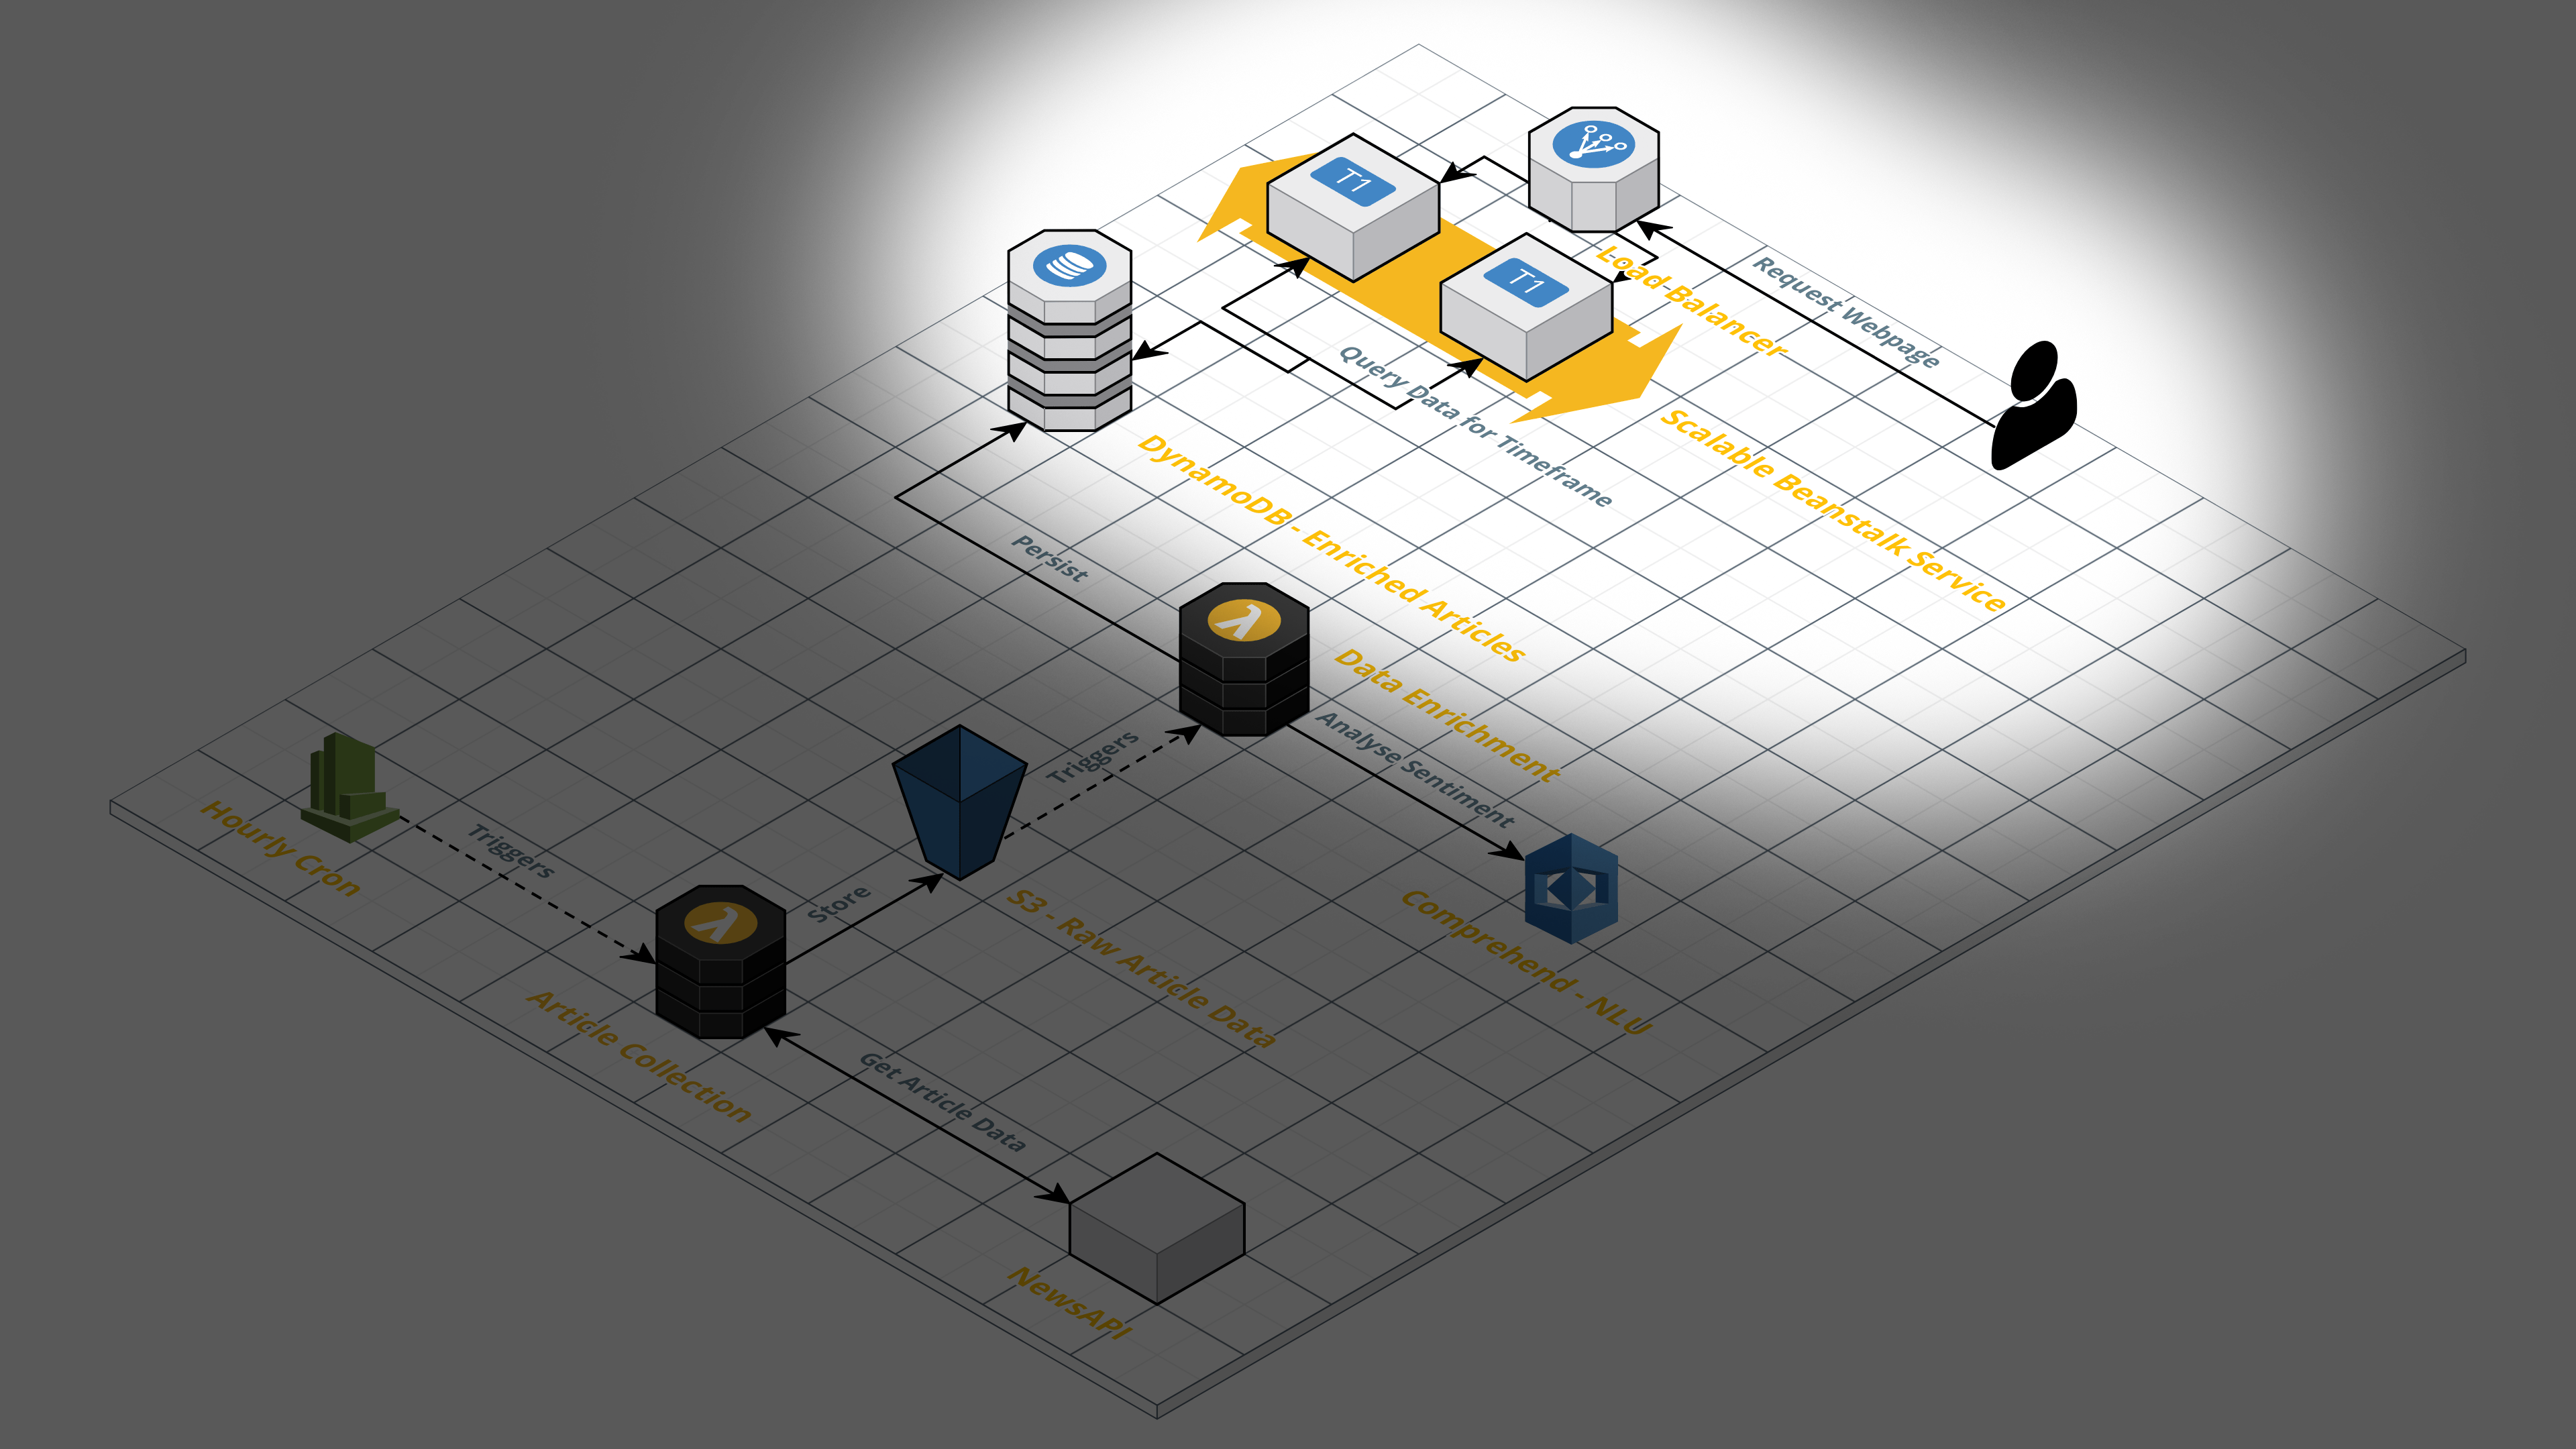 T1
T1
Load Balancer
Request Webpage
Query Data for Timeframe
Scalable Beanstalk Service
DynamoDB - Enriched Articles
Persist
Data Enrichment
Analyse Sentiment
Triggers
Hourly Cron
Triggers
Store
S3 - Raw Article Data
Comprehend - NLU
Article Collection
Get Article Data
NewsAPI